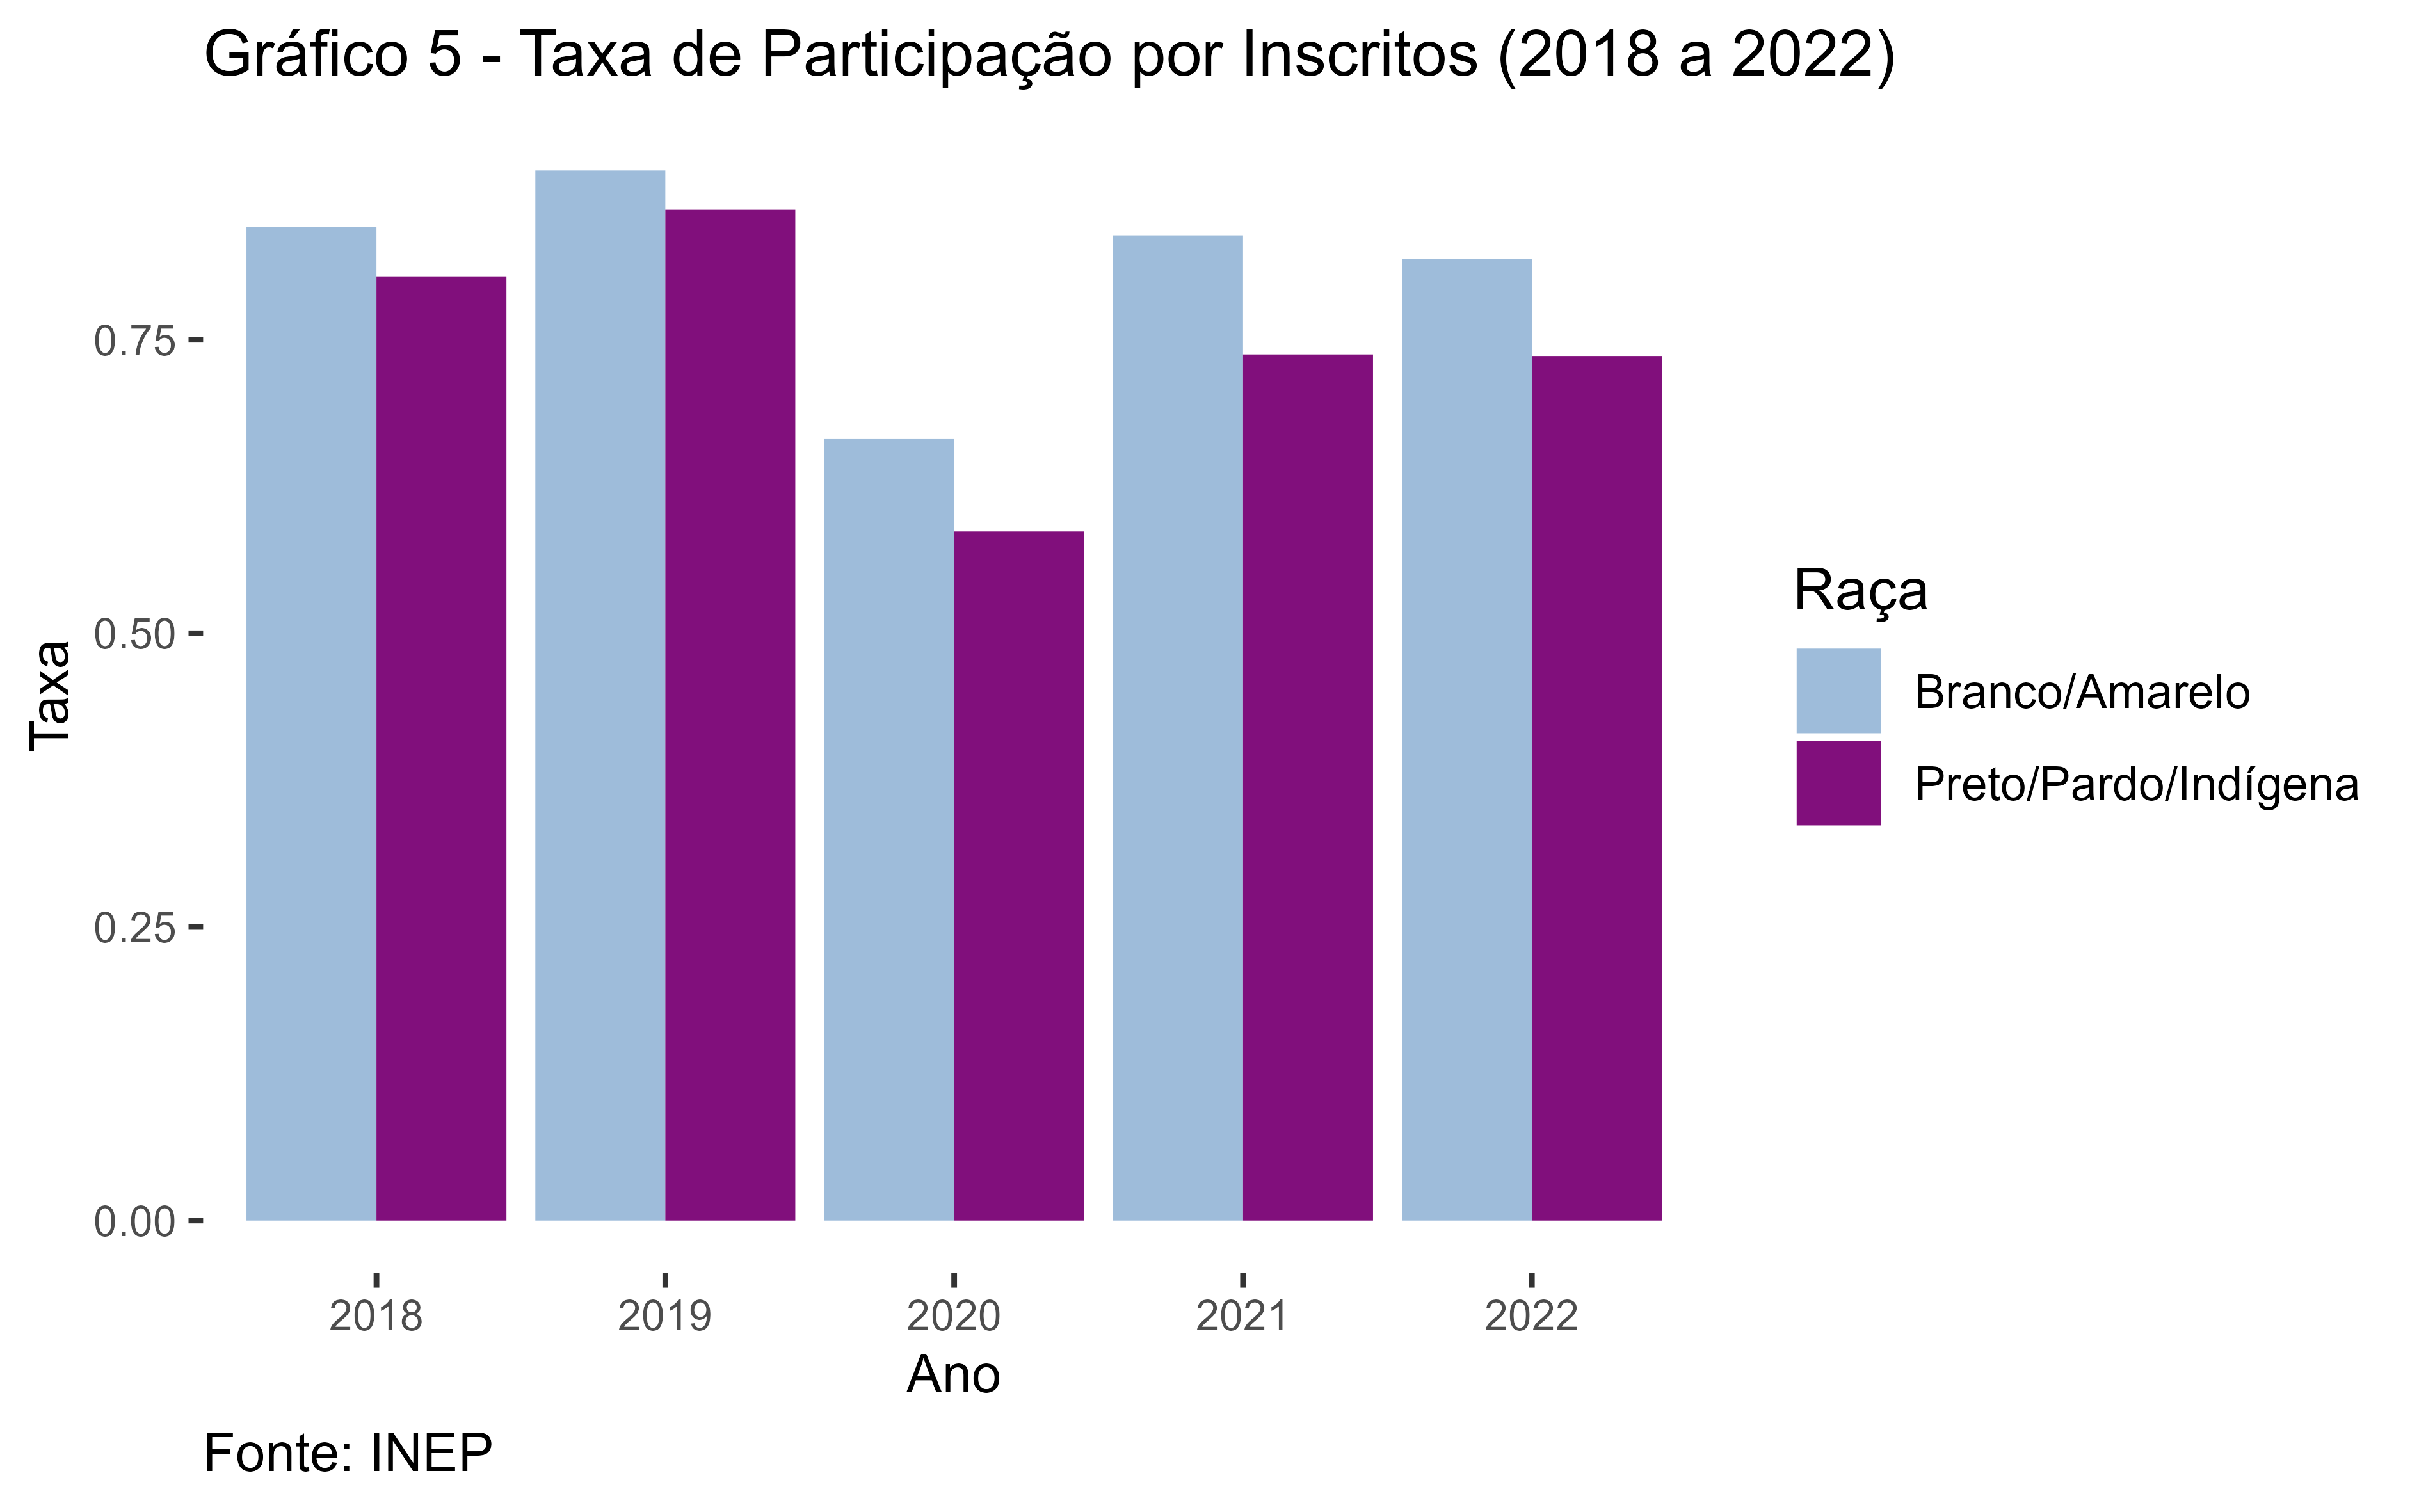 Gráfico 5 - Taxa de Participação por Inscritos (2018 a 2022)
0.75
0.50
0.25
0.00
Taxa
2018 2019 2020 2021 2022
Ano
Raça
Branco/Amarelo
Preto/Pardo/Indígena
Fonte: INEP